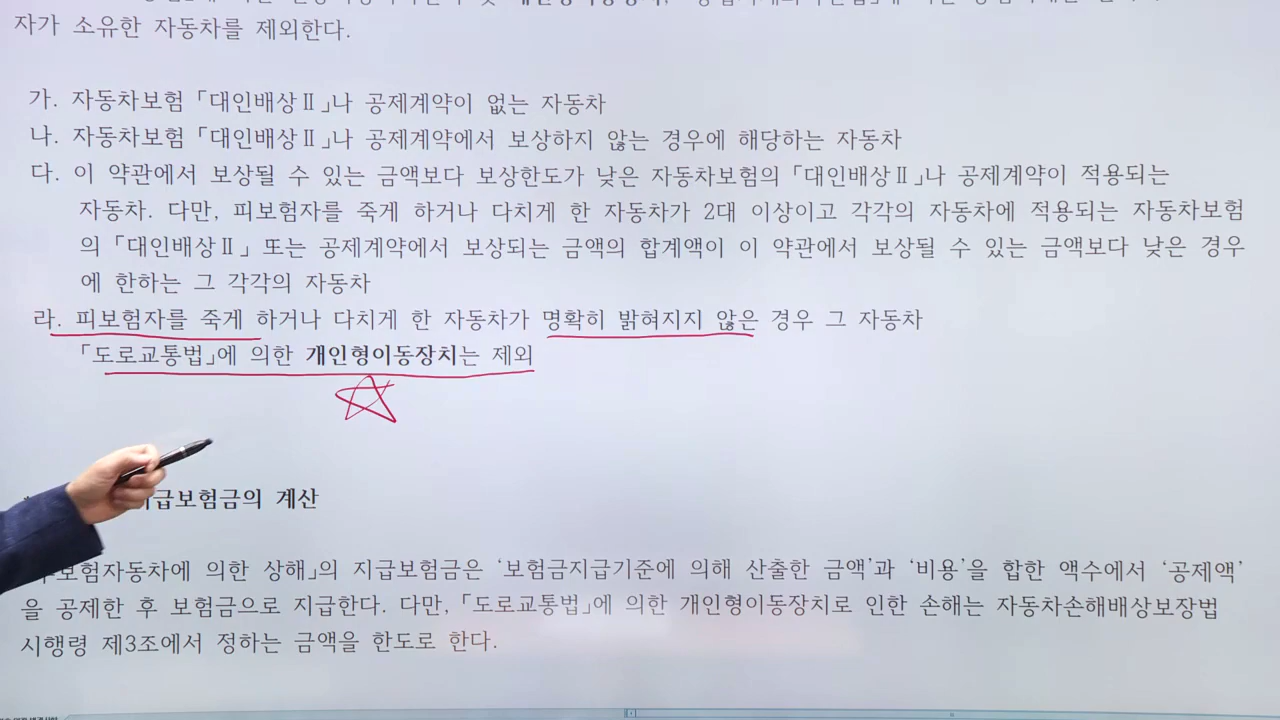 자가 소유한 자동차를 제외한다.
가. 자동차보험 「대인배상Ⅱ」나 공제계약이 없는 자동차
나. 자동차보험 「대인배상Ⅱ」나 공제계약에서 보상하지 않는 경우에 해당하는 자동차
다. 이 약관에서 보상될 수 있는 금액보다 보상한도가 낮은 자동차보험의 「대인배상Ⅱ」나 공제계약이 적용되는
자동차. 다만, 피보험자를 죽게 하거나 다치게 한 자동차가 2대 이상이고 각각의 자동차에 적용되는 자동차보험
의 「대인배상Ⅱ」 또는 공제계약에서 보상되는 금액의 합계액이 이 약관에서 보상될 수 있는 금액보다 낮은 경우
에 한하는 그 각각의 자동차
라. 피보험자를 죽게 하거나 다치게 한 자동차가 명확히 밝혀지지 않은 경우 그 자동차
「도로교통법」에 의한 개인형이동장치는 제외
지급보험금의 계산
보험자동차에 의한 상해」의 지급보험금은 '보험금지급기준에 의해 산출한 금액'과 '비용'을 합한 액수에서 '공제액'
을 공제한 후 보험금으로 지급한다. 다만, 「도로교통법」에 의한 개인형이동장치로 인한 손해는 자동차손해배상보장법
시행령 제3조에서 정하는 금액을 한도로 한다.